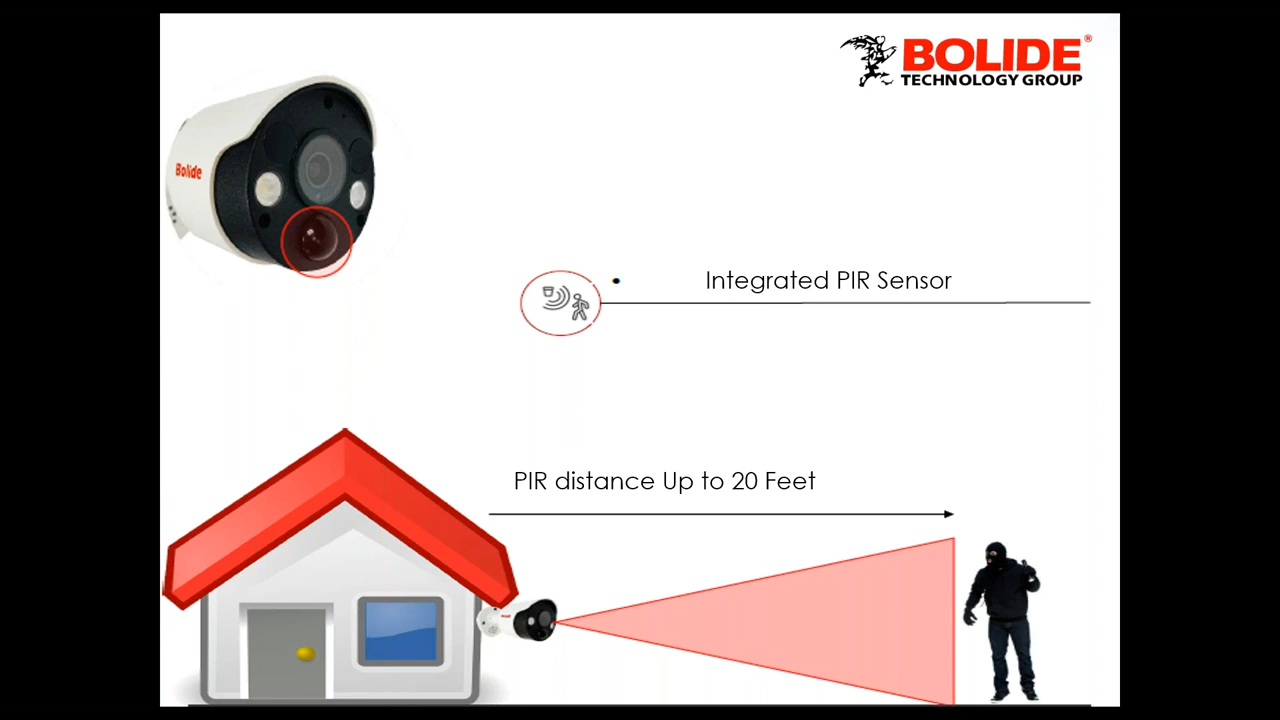 BOLIDE®
TECHNOLOGY GROUP
Bolide
• Integrated PIR Sensor
PIR distance Up to 20 Feet